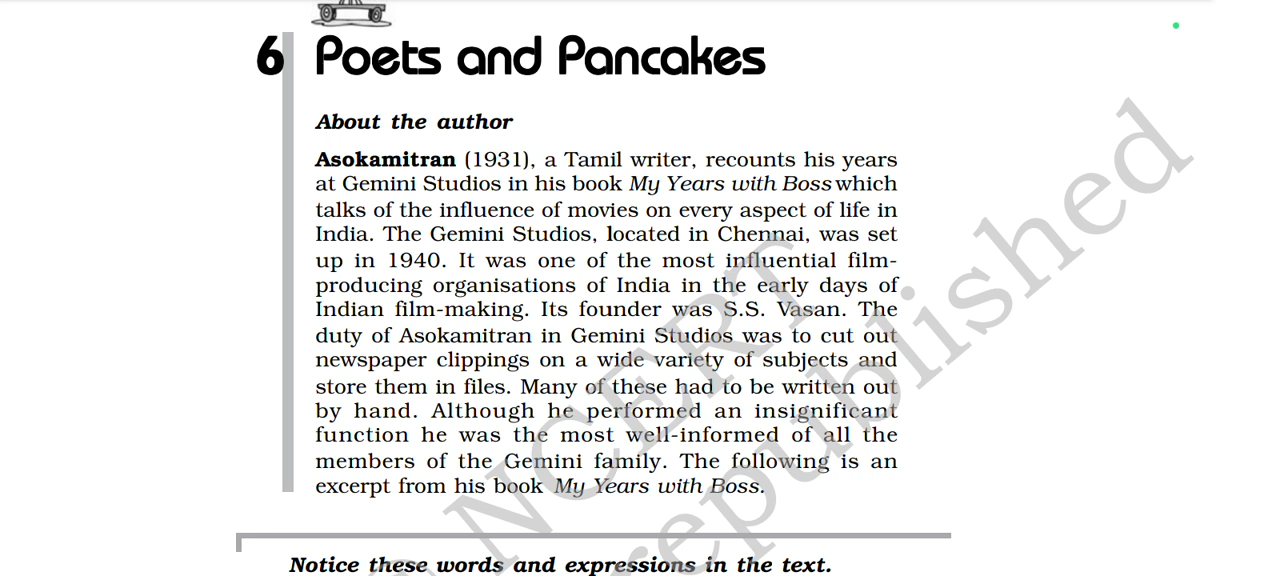 6 Poets and Pancakes
About the author
Asokamitran (1931), a Tamil writer, recounts his years
at Gemini Studios in his book My Years with Boss which
talks of the influence of movies on every aspect of life in
India. The Gemini Studios, located in Chennai, was set
up in 1940. It was one of the most influential film-
producing organisations of India in the early days of
Indian film-making. Its founder was S.S. Vasan. The
duty of Asokamitran in Gemini Studios was to cut out
newspaper clippings on a wide variety of subjects and
store them in files. Many of these had to be written out
by hand. Although he performed an insignificant
function he was the most well-informed of all the
members of the Gemini family. The following is an
excerpt from his book My Years with Boss.
Notice these words and expressions in the text.
NCERT
republished